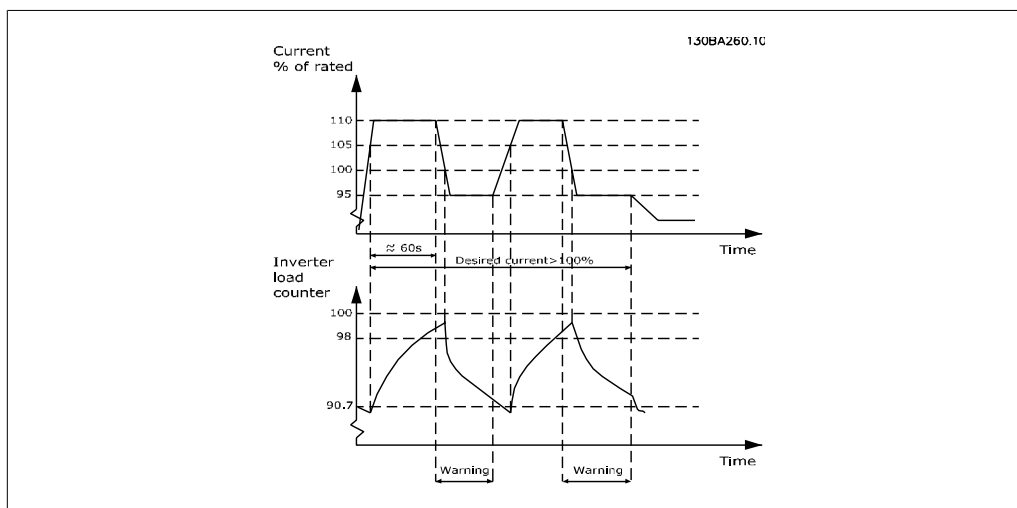 130BA260.10
Current
% of rated
110
105
100
95
Time
≈ 60s
Desired current>100%
Inverter
load
counter
100
98
90.7
Time
Warning
Warning